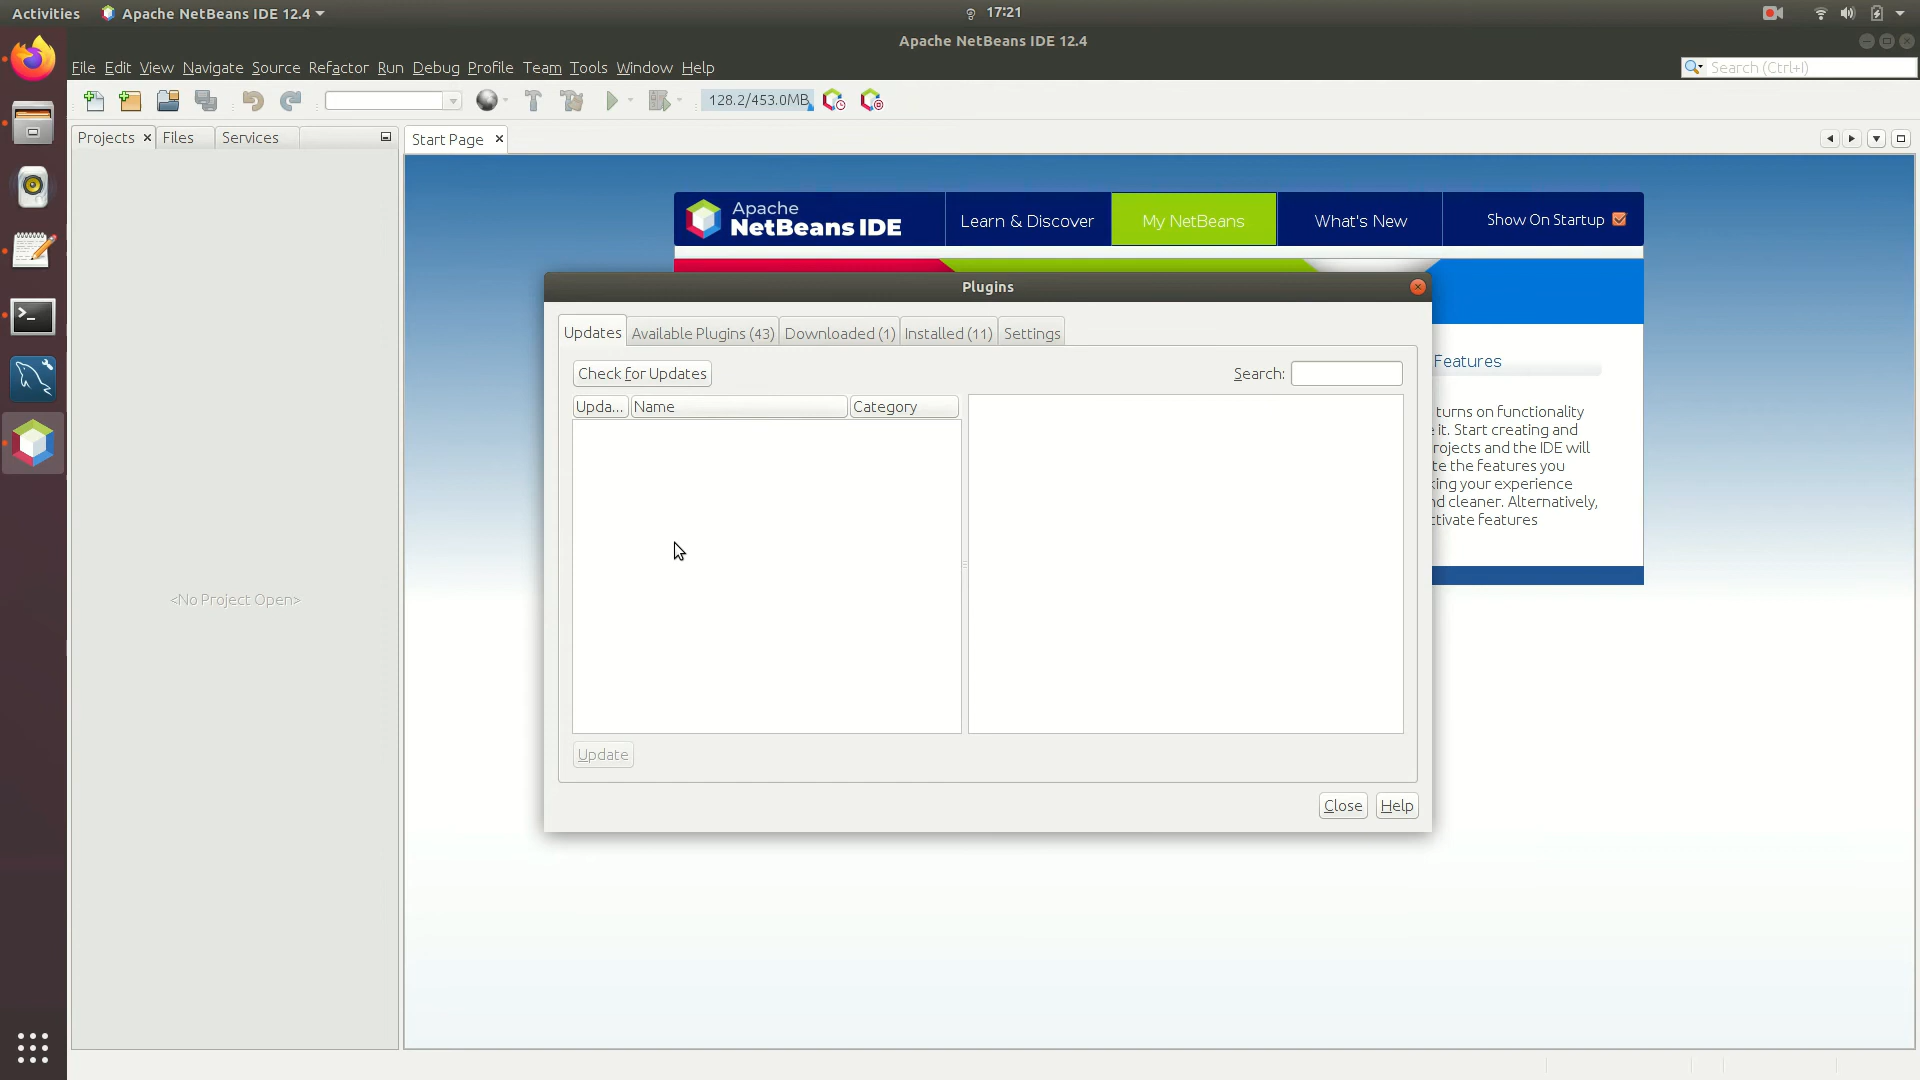 Activities
Apache NetBeans IDE 12.4
17:21
Apache NetBeans IDE 12.4
File Edit View Navigate Source Refactor Run Debug Profile Team Tools Window Help
Search (Ctrl+I)
128.2/453.0MB
Projects Files Services
Start Page
Apache
NetBeans IDE
Learn & Discover
My NetBeans
What's New
Show On Startup
Plugins
Updates Available Plugins (43) Downloaded (1) Installed (11) Settings
Check for Updates
Search:
Upda... Name Category
Update
Close Help
Features
turns on functionality
it. Start creating and
rojects and the IDE will
te the features you
king your experience
nd cleaner. Alternatively,
ctivate features
<No Project Open>